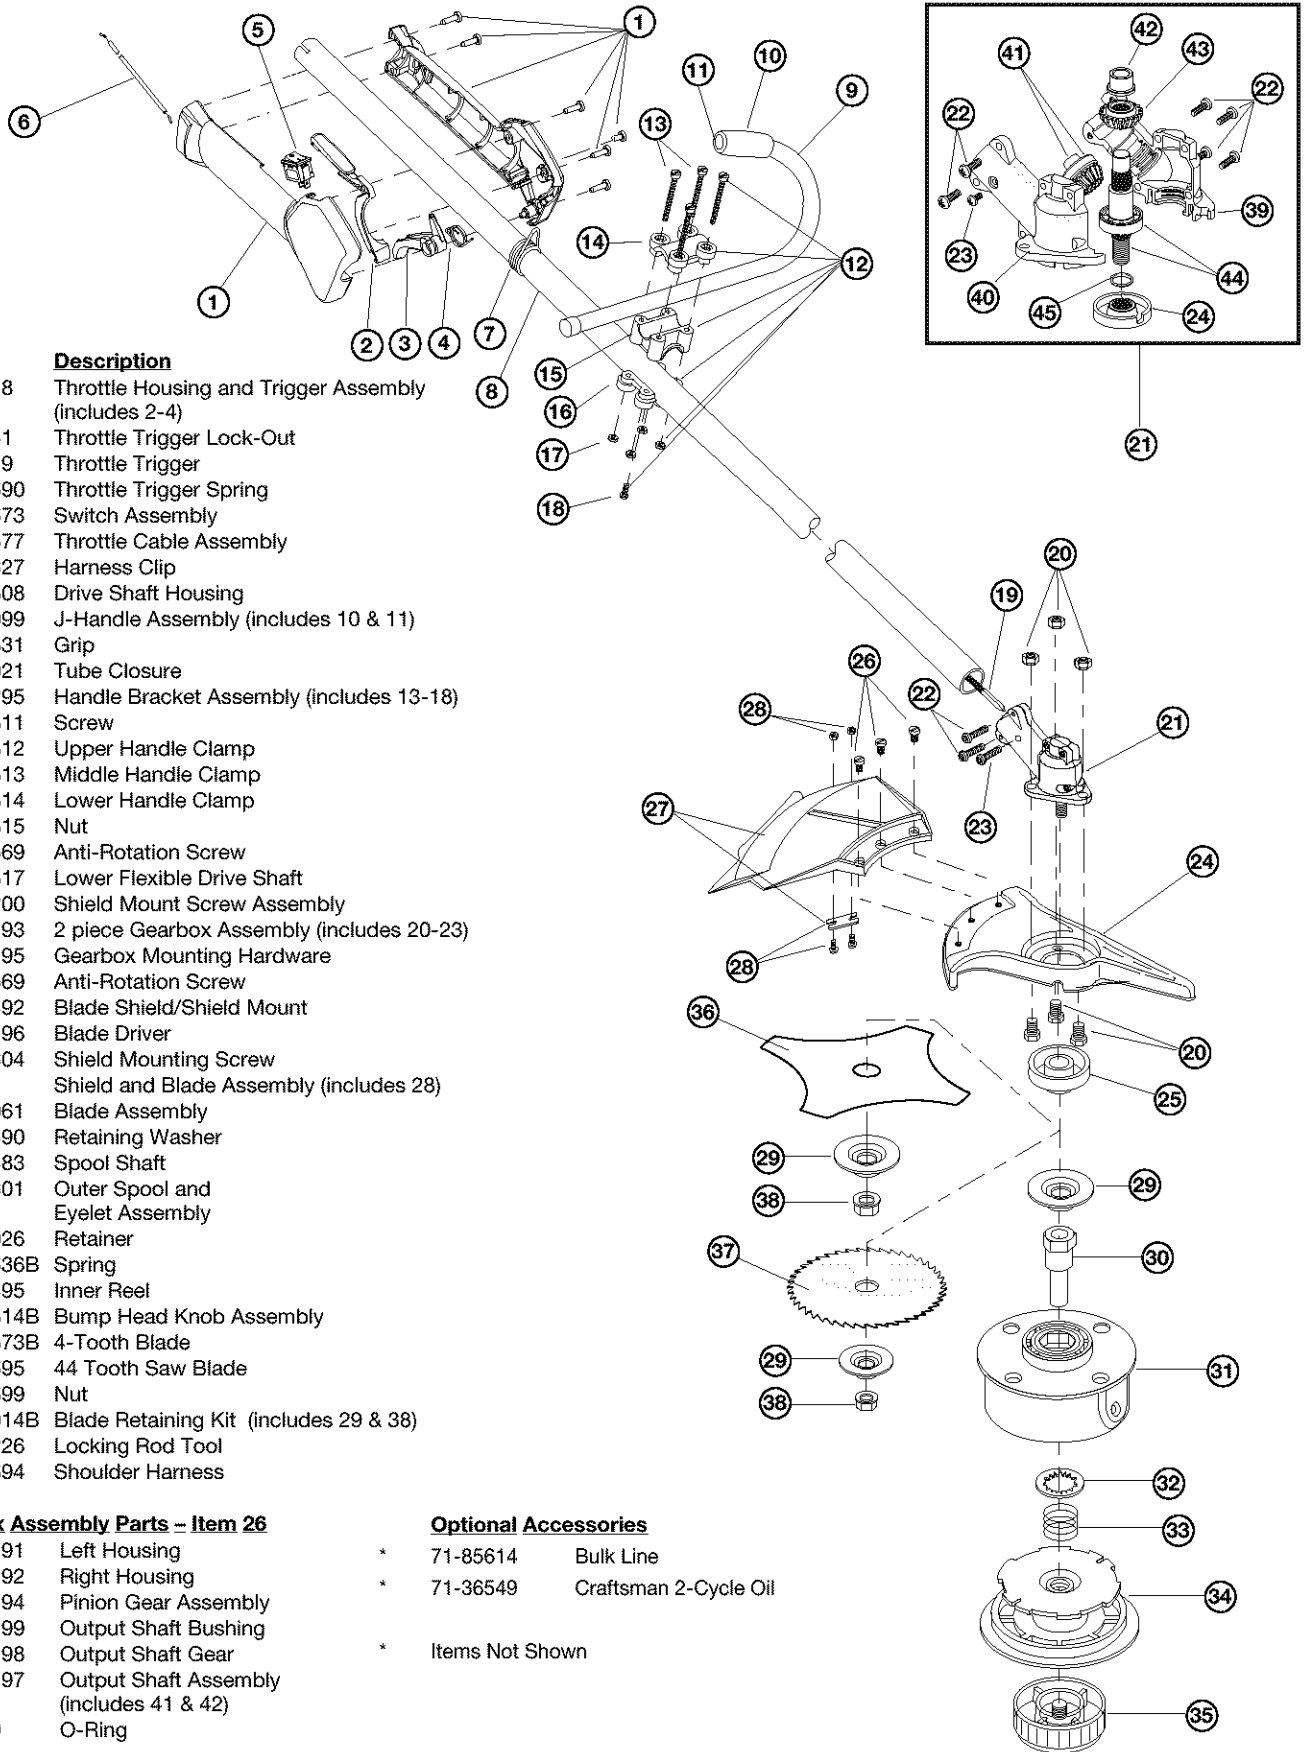 1
5
6
1
2
3
4
7
8
11
10
9
13
14
12
15
16
17
18
42
41
43
22
22
39
23
40
44
45
24
21
Description
8 Throttle Housing and Trigger Assembly
(includes 2-4)
1 Throttle Trigger Lock-Out
9 Throttle Trigger
90 Throttle Trigger Spring
73 Switch Assembly
77 Throttle Cable Assembly
27 Harness Clip
08 Drive Shaft Housing
99 J-Handle Assembly (includes 10 & 11)
31 Grip
21 Tube Closure
95 Handle Bracket Assembly (includes 13-18)
11 Screw
12 Upper Handle Clamp
13 Middle Handle Clamp
14 Lower Handle Clamp
15 Nut
69 Anti-Rotation Screw
17 Lower Flexible Drive Shaft
00 Shield Mount Screw Assembly
93 2 piece Gearbox Assembly (includes 20-23)
95 Gearbox Mounting Hardware
69 Anti-Rotation Screw
92 Blade Shield/Shield Mount
96 Blade Driver
04 Shield Mounting Screw
Shield and Blade Assembly (includes 28)
61 Blade Assembly
90 Retaining Washer
83 Spool Shaft
01 Outer Spool and
Eyelet Assembly
26 Retainer
36B Spring
95 Inner Reel
14B Bump Head Knob Assembly
73B 4-Tooth Blade
95 44 Tooth Saw Blade
99 Nut
14B Blade Retaining Kit (includes 29 & 38)
26 Locking Rod Tool
94 Shoulder Harness
20
19
26
22
28
21
27
23
24
28
36
20
25
29
29
38
30
37
29
31
38
32
33
34
35
x Assembly Parts – Item 26
91 Left Housing
92 Right Housing
94 Pinion Gear Assembly
99 Output Shaft Bushing
98 Output Shaft Gear
97 Output Shaft Assembly
(includes 41 & 42)
O-Ring
Optional Accessories
* 71-85614 Bulk Line
* 71-36549 Craftsman 2-Cycle Oil
* Items Not Shown